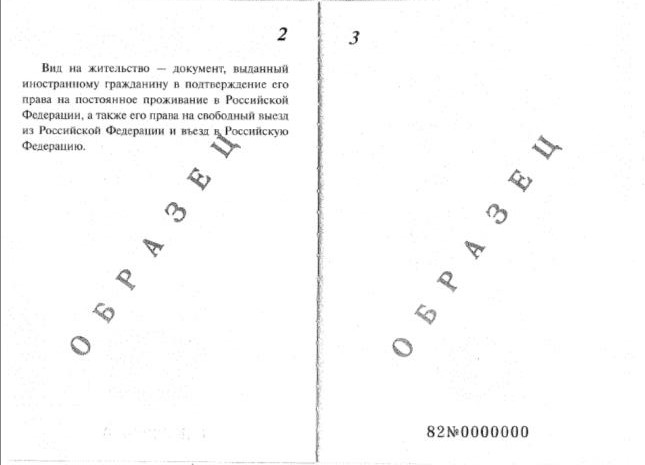 2
Вид на жительство — документ, выданный
иностранному гражданину в подтверждение его
права на постоянное проживание в Российской
Федерации, а также его права на свободный выезд
из Российской Федерации и въезд в Российскую
Федерацию.
ОБРАЗЕЦ
3
ОБРАЗЕЦ
82№0000000